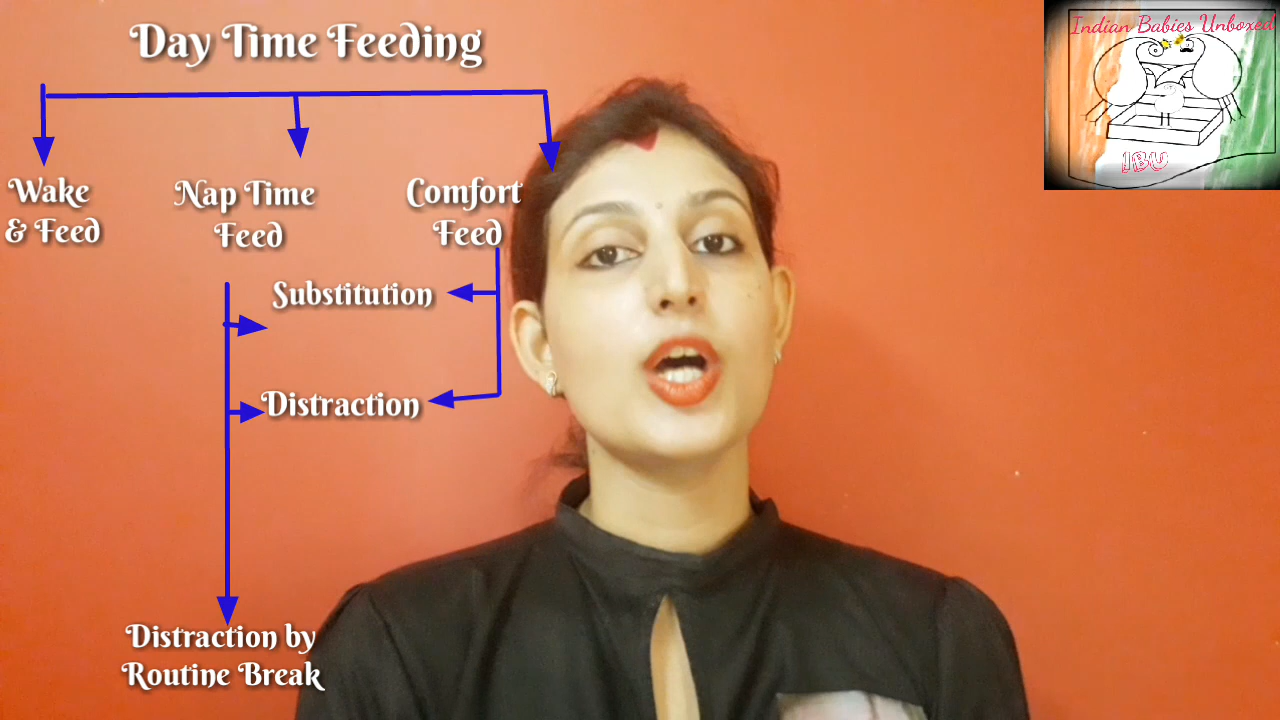 Day Time Feeding
Indian Babies Unboxed
Wake
& Feed
Nap Time
Feed
Comfort
Feed
IBU
Substitution
Distraction
Distraction by
Routine Break